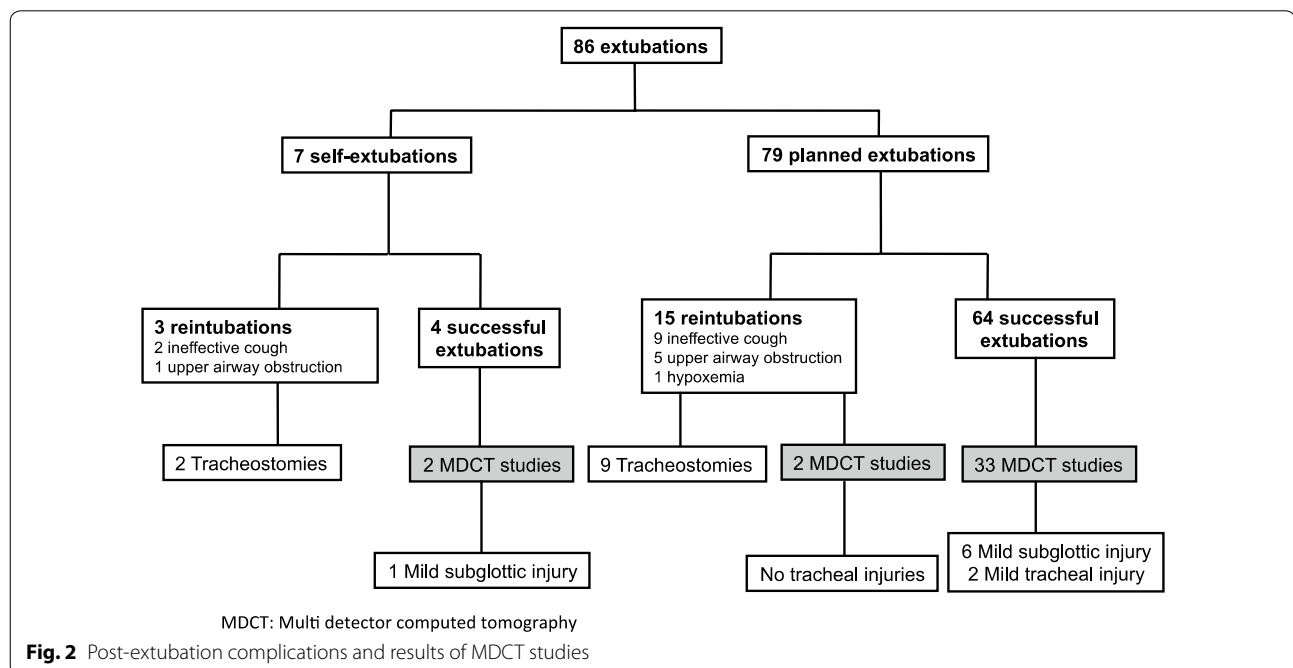 86 extubations
7 self-extubations
79 planned extubations
3 reintubations
2 ineffective cough
1 upper airway obstruction
4 successful
extubations
15 reintubations
9 ineffective cough
5 upper airway obstruction
1 hypoxemia
64 successful
extubations
2 Tracheostomies
2 MDCT studies
9 Tracheostomies
2 MDCT studies
33 MDCT studies
1 Mild subglottic injury
No tracheal injuries
6 Mild subglottic injury
2 Mild tracheal injury
MDCT: Multi detector computed tomography
Fig. 2 Post-extubation complications and results of MDCT studies